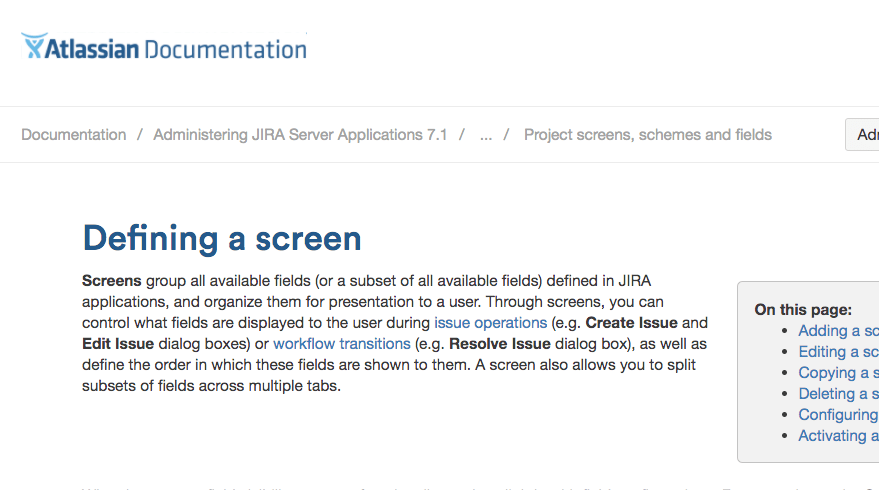 Atlassian Documentation
Documentation / Administering JIRA Server Applications 7.1 / ... / Project screens, schemes and fields
Defining a screen
Screens group all available fields (or a subset of all available fields) defined in JIRA
applications, and organize them for presentation to a user. Through screens, you can
control what fields are displayed to the user during issue operations (e.g. Create Issue and
Edit Issue dialog boxes) or workflow transitions (e.g. Resolve Issue dialog box), as well as
define the order in which these fields are shown to them. A screen also allows you to split
subsets of fields across multiple tabs.
On this page:
• Adding a sc
• Editing a sc
• Copying a s
• Deleting a s
• Configuring
• Activating a